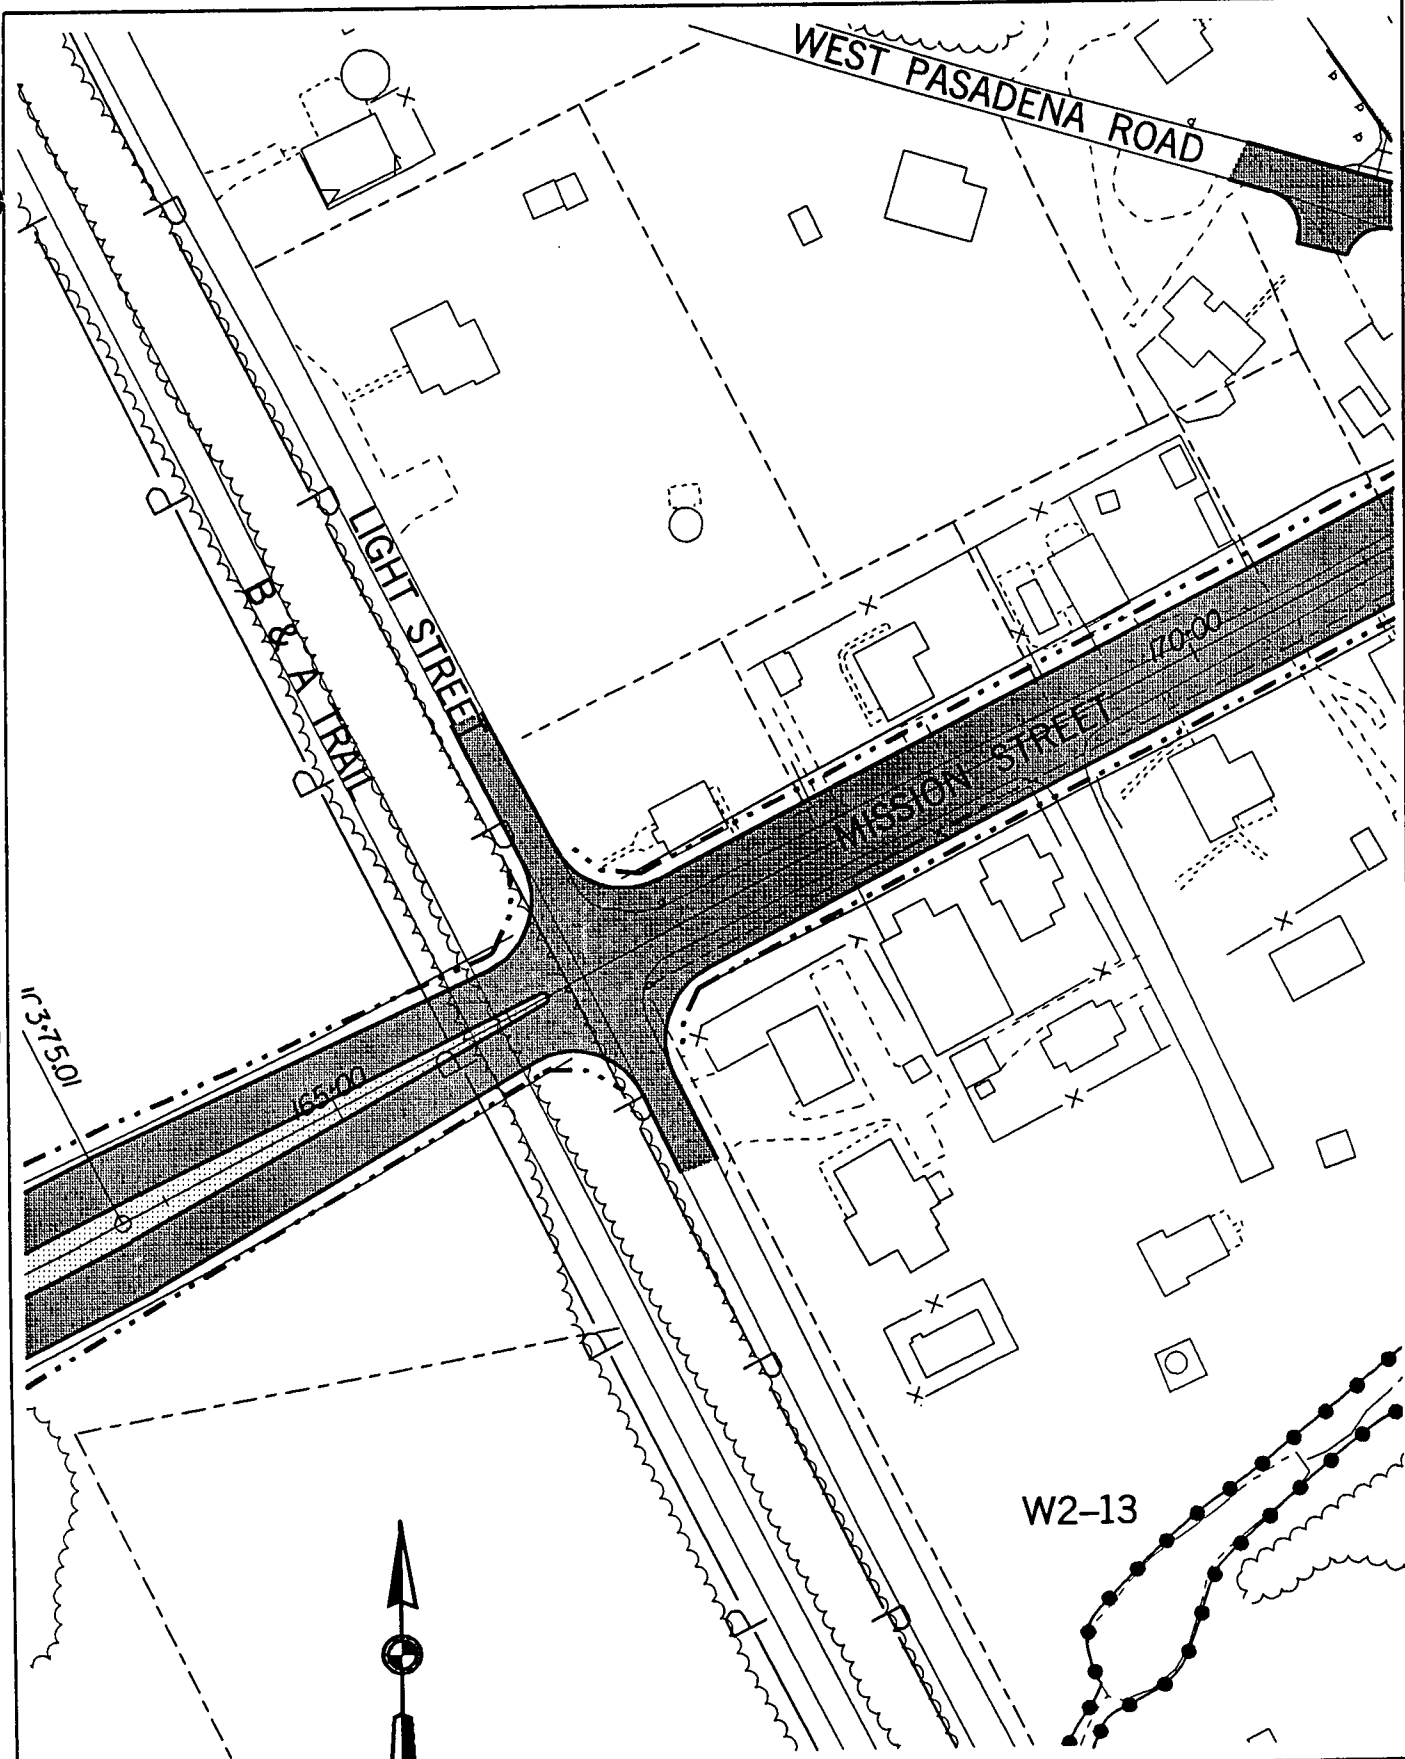 WEST PASADENA ROAD
LIGHT STREET
B & A TRAIL
170+00
MISSION STREET
165+00
W2-13